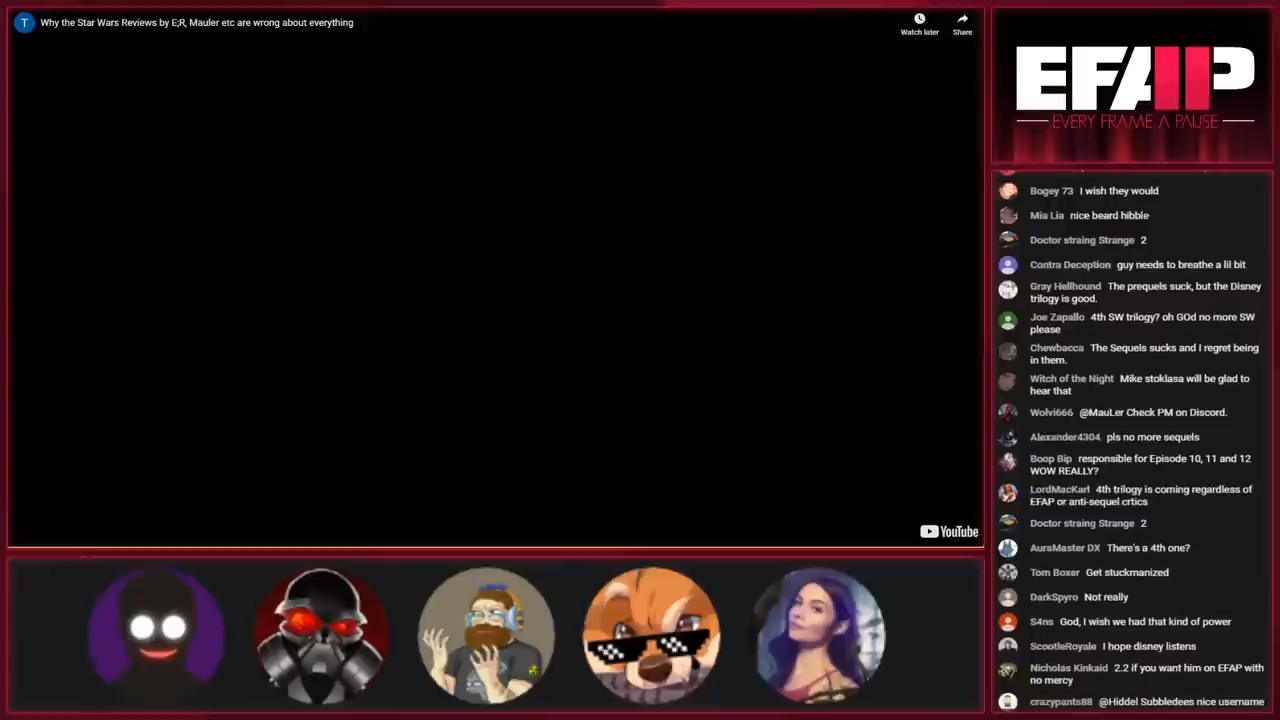 T
Why the Star Wars Reviews by E;R, Mauler etc are wrong about everything
Watch later
Share
YouTube
EFAP
EVERY FRAME A PAUSE
Bogey 73 I wish they would
Mia Lia nice beard hibble
Doctor straing Strange 2
Contra Deception guy needs to breathe a lil bit
Gray Hellhound The prequels suck, but the Disney
trilogy is good.
Joe Zapallo 4th SW trilogy? oh GOd no more SW
please
Chewbacca The Sequels sucks and I regret being
in them.
Witch of the Night Mike stoklasa will be glad to
hear that
Wolvi666 @MauLer Check PM on Discord.
Alexander4304 pls no more sequels
Boop Bip responsible for Episode 10, 11 and 12
WOW REALLY?
LordMacKarl 4th trilogy is coming regardless of
EFAP or anti-sequel crtics
Doctor straing Strange 2
AuraMaster DX There's a 4th one?
Tom Boxer Get stuckmanized
DarkSpyro Not really
S4ns God, I wish we had that kind of power
ScootleRoyale I hope disney listens
Nicholas Kinkaid 2.2 if you want him on EFAP with
no mercy
crazypants88 @Hiddel Subbledees nice username